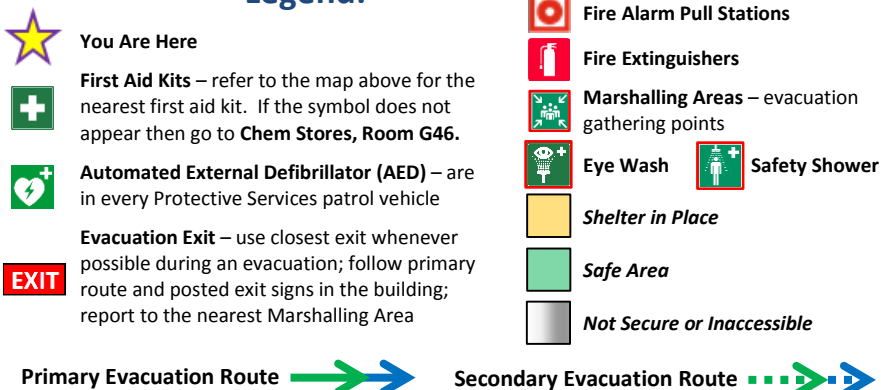 Legend:
You Are Here
First Aid Kits – refer to the map above for the
nearest first aid kit. If the symbol does not
appear then go to Chem Stores, Room G46.
Automated External Defibrillator (AED) – are
in every Protective Services patrol vehicle
EXIT
Evacuation Exit – use closest exit whenever
possible during an evacuation; follow primary
route and posted exit signs in the building;
report to the nearest Marshalling Area
Primary Evacuation Route
Fire Alarm Pull Stations
Fire Extinguishers
Marshalling Areas – evacuation
gathering points
Eye Wash
Safety Shower
Shelter in Place
Safe Area
Not Secure or Inaccessible
Secondary Evacuation Route